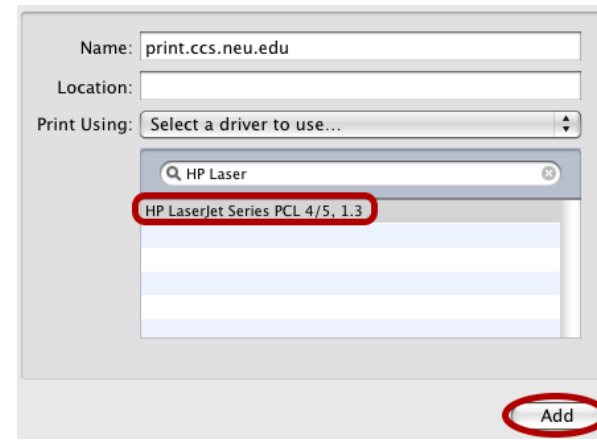 Name: print.ccs.neu.edu
Location:
Print Using: Select a driver to use...
HP Laser
HP LaserJet Series PCL 4/5, 1.3
Add